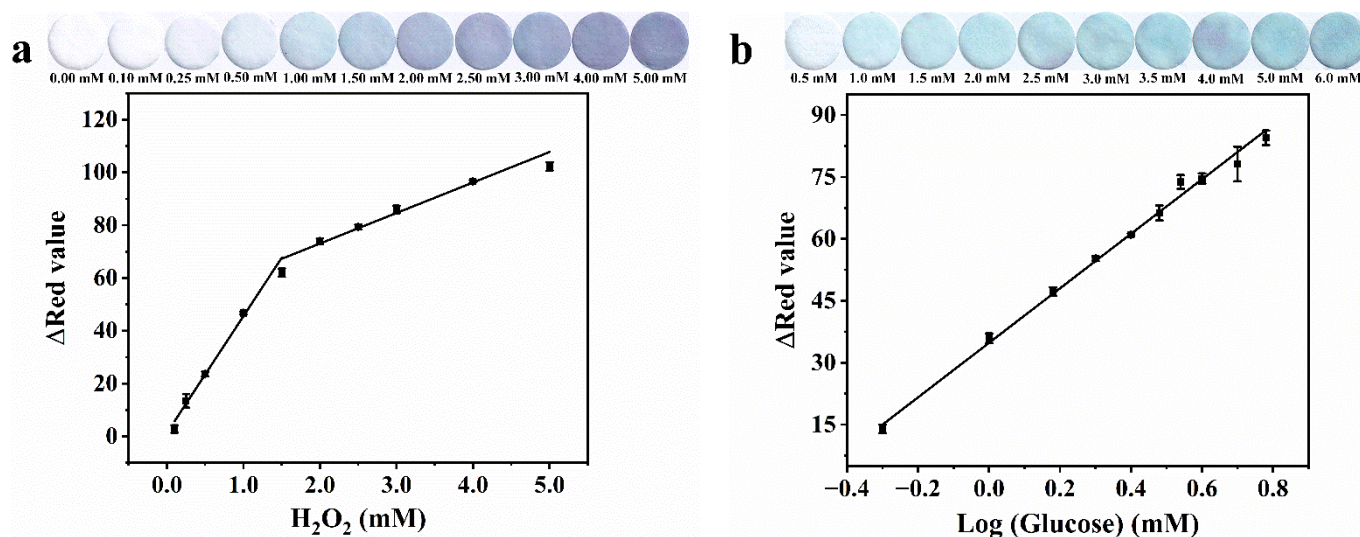 a
0.00 mM 0.10 mM 0.25 mM 0.50 mM 1.00 mM 1.50 mM 2.00 mM 2.50 mM 3.00 mM 4.00 mM 5.00 mM
120
100
80
60
40
20
0
ΔRed value
0.0 1.0 2.0 3.0 4.0 5.0
H₂O₂ (mM)
b
0.5 mM 1.0 mM 1.5 mM 2.0 mM 2.5 mM 3.0 mM 3.5 mM 4.0 mM 5.0 mM 6.0 mM
90
75
60
45
30
15
ΔRed value
−0.4 −0.2 0.0 0.2 0.4 0.6 0.8
Log (Glucose) (mM)